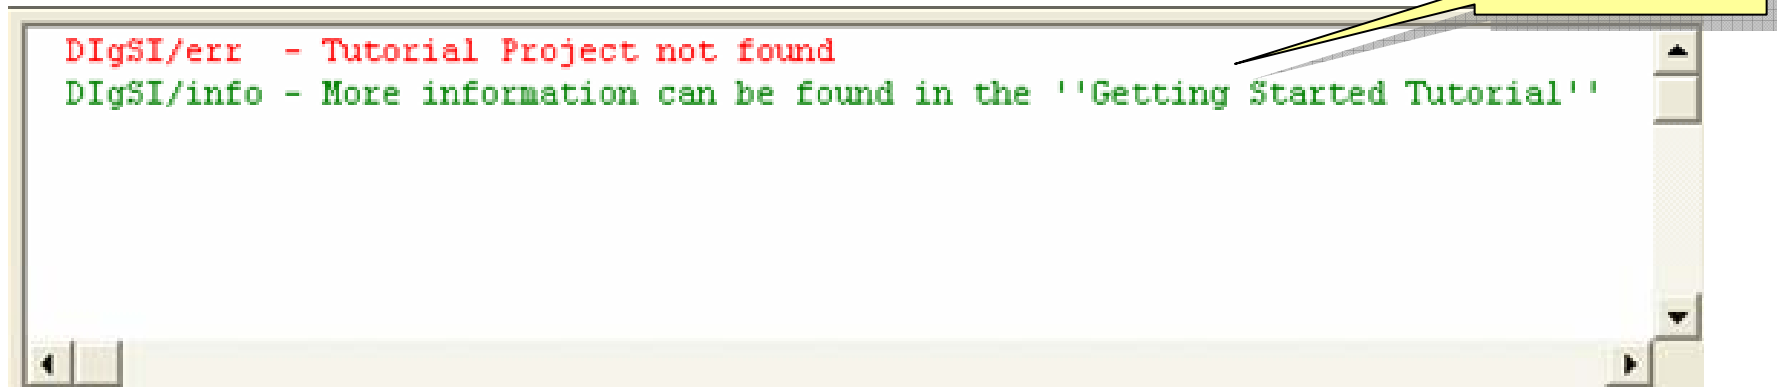 DIgSI/err - Tutorial Project not found
DIgSI/info - More information can be found in the ''Getting Started Tutorial''